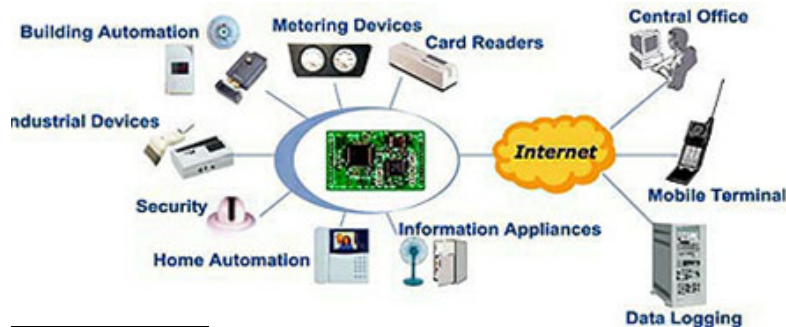 Central Office
Building Automation
Metering Devices
Card Readers
ndustrial Devices
Internet
Security
Mobile Terminal
Information Appliances
Home Automation
Data Logging